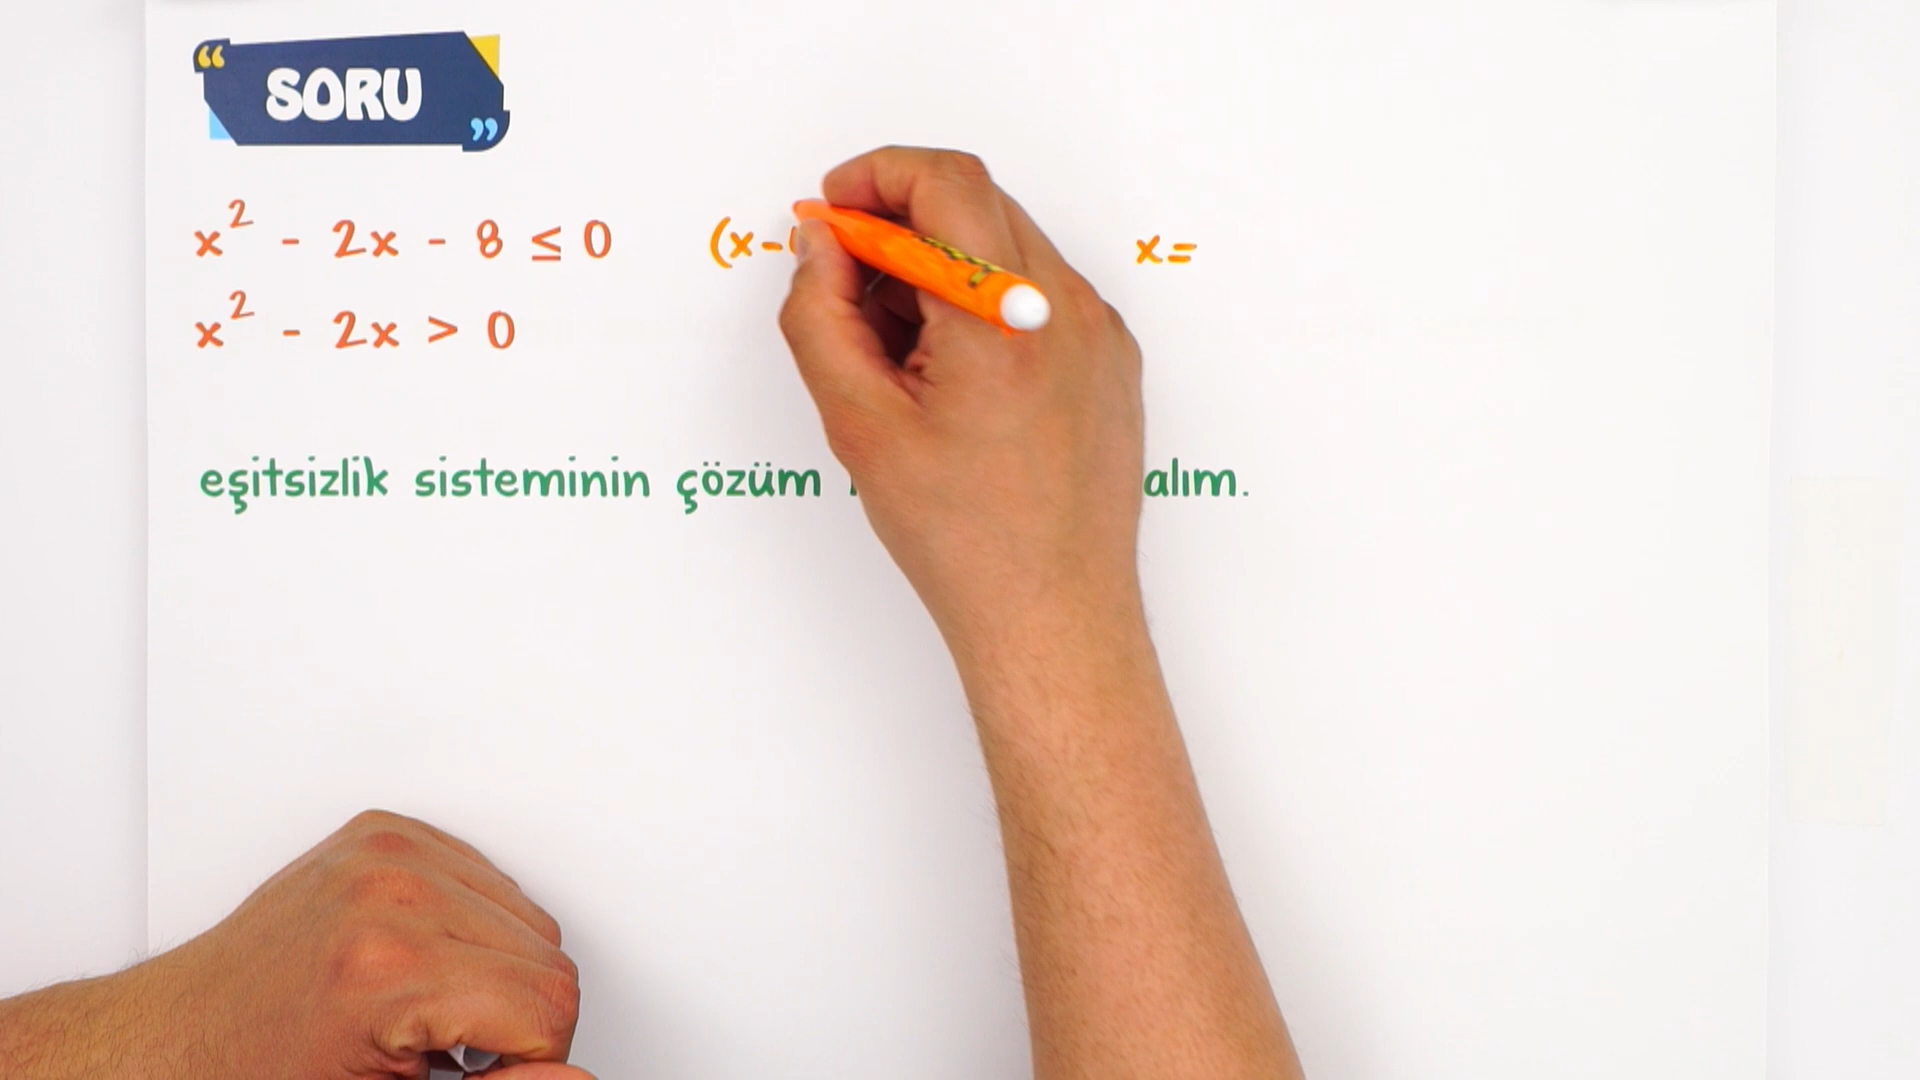 SORU
x² - 2x - 8 ≤ 0 (x- x=
x² - 2x > 0
eşitsizlik sisteminin çözüm alım.